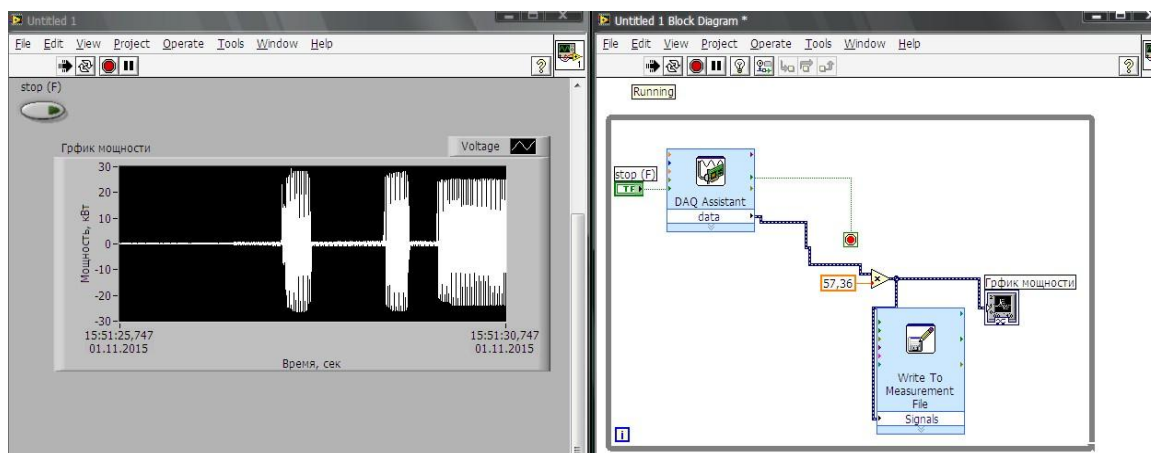 Untitled 1
File Edit View Project Operate Tools Window Help
1
stop (F)
Грфик мощности
Voltage
Мощность, кВт
30
20
10
0
-10
-20
-30
15:51:25,747
01.11.2015
15:51:30,747
01.11.2015
Время, сек
Untitled 1 Block Diagram *
File Edit View Project Operate Tools Window Help
Running
stop (F)
TF
DAQ Assistant
data
57,36
x
Грфик мощности
Write To
Measurement
File
Signals
i